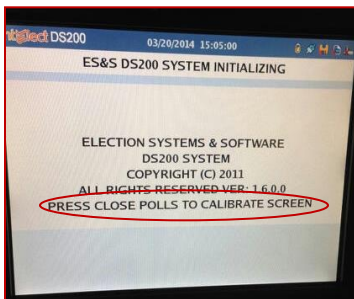 intElect DS200 03/20/2014 15:05:00
ES&S DS200 SYSTEM INITIALIZING
ELECTION SYSTEMS & SOFTWARE
DS200 SYSTEM
COPYRIGHT (C) 2011
ALL RIGHTS RESERVED VER: 1.6.0.0
PRESS CLOSE POLLS TO CALIBRATE SCREEN